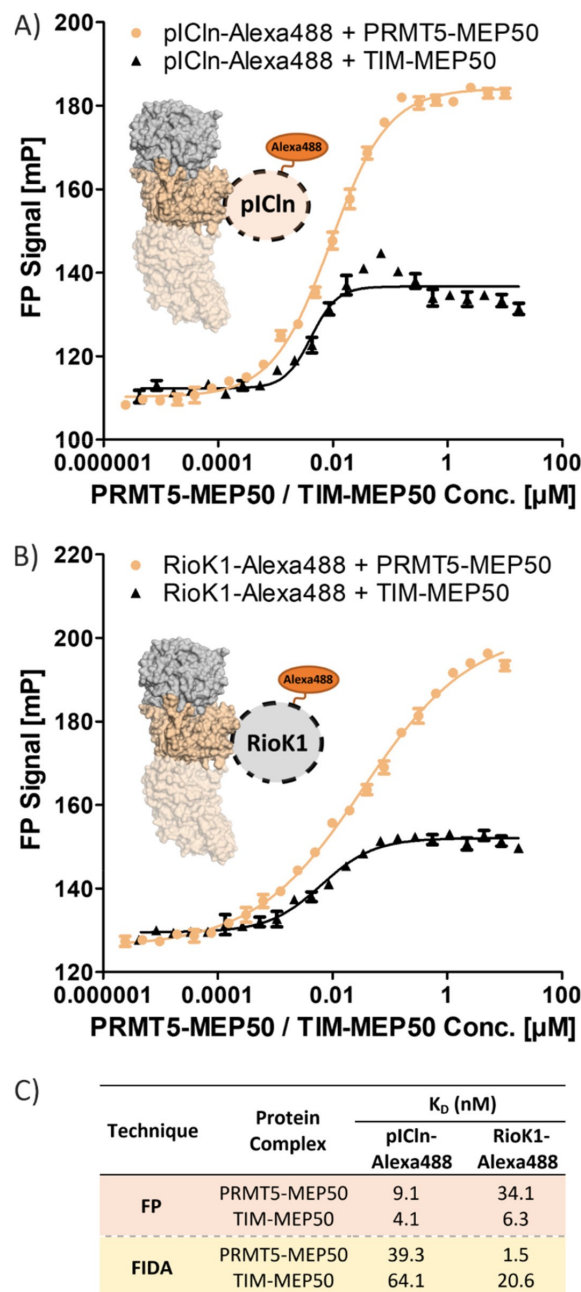 A)
pICln-Alexa488 + PRMT5-MEP50
pICln-Alexa488 + TIM-MEP50
200
180
160
140
120
100
FP Signal [mP]
Alexa488
pICln
0.000001
0.0001
0.01
1
100
PRMT5-MEP50 / TIM-MEP50 Conc. [µM]
B)
RioK1-Alexa488 + PRMT5-MEP50
RioK1-Alexa488 + TIM-MEP50
220
200
180
160
140
120
FP Signal [mP]
Alexa488
RioK1
0.000001
0.0001
0.01
1
100
PRMT5-MEP50 / TIM-MEP50 Conc. [µM]
C)
Technique
Protein
Complex
KD (nM)
pICln-
Alexa488
RioK1-
Alexa488
FP
PRMT5-MEP50 9.1 34.1
TIM-MEP50 4.1 6.3
FIDA
PRMT5-MEP50 39.3 1.5
TIM-MEP50 64.1 20.6